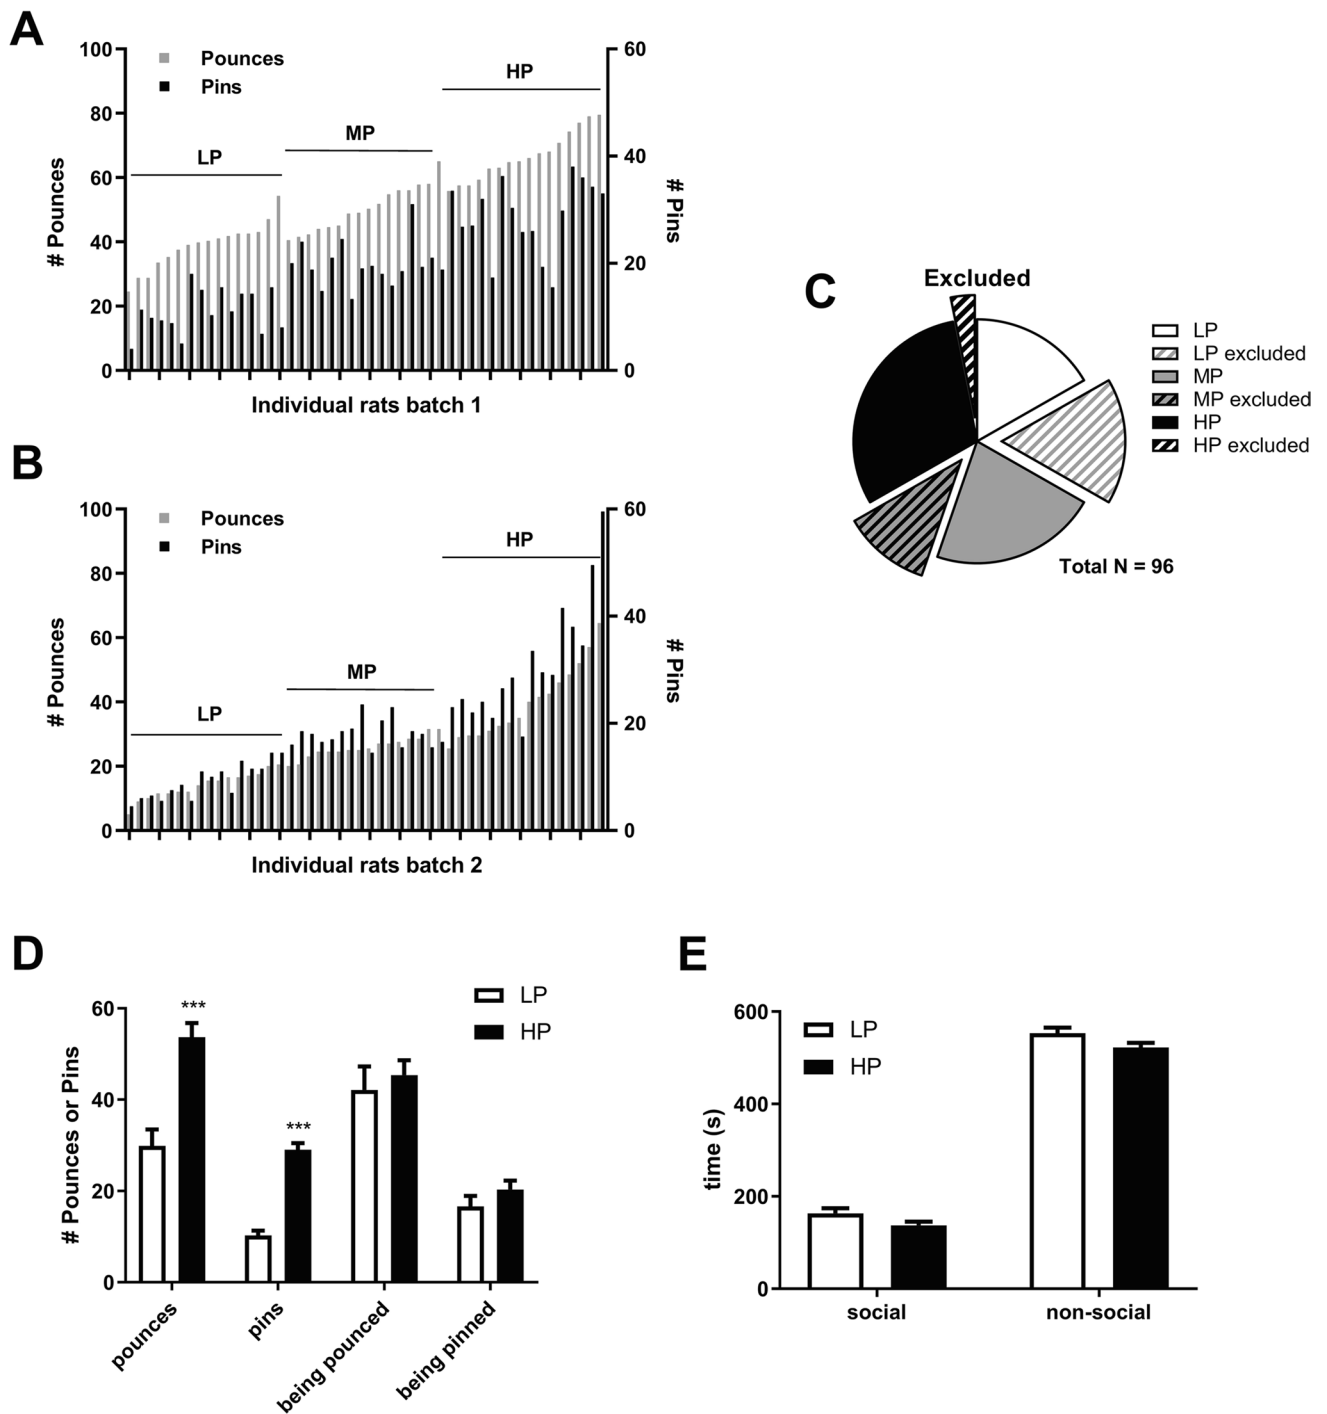 A
100
80
60
40
20
0
# Pounces
Pounces
Pins
LP
MP
HP
60
40
20
0
# Pins
Individual rats batch 1
B
100
80
60
40
20
0
# Pounces
Pounces
Pins
LP
MP
HP
60
40
20
0
# Pins
Individual rats batch 2
C
Excluded
LP
LP excluded
MP
MP excluded
HP
HP excluded
Total N = 96
D
60
40
20
0
# Pounces or Pins
***
***
LP
HP
pounces
pins
being pounced
being pinned
E
600
400
200
0
time (s)
LP
HP
social
non-social